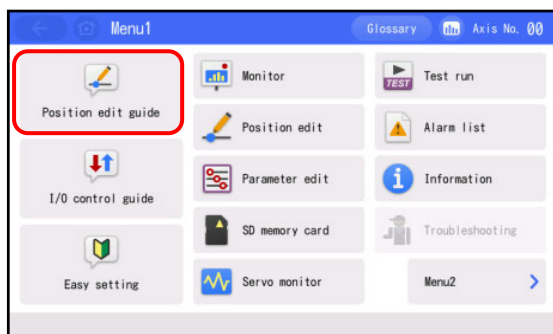 Menu1
Glossary
Axis No. 00
Position edit guide
I/O control guide
Easy setting
Monitor
Position edit
Parameter edit
SD memory card
Servo monitor
TEST
Test run
Alarm list
Information
Troubleshooting
Menu2